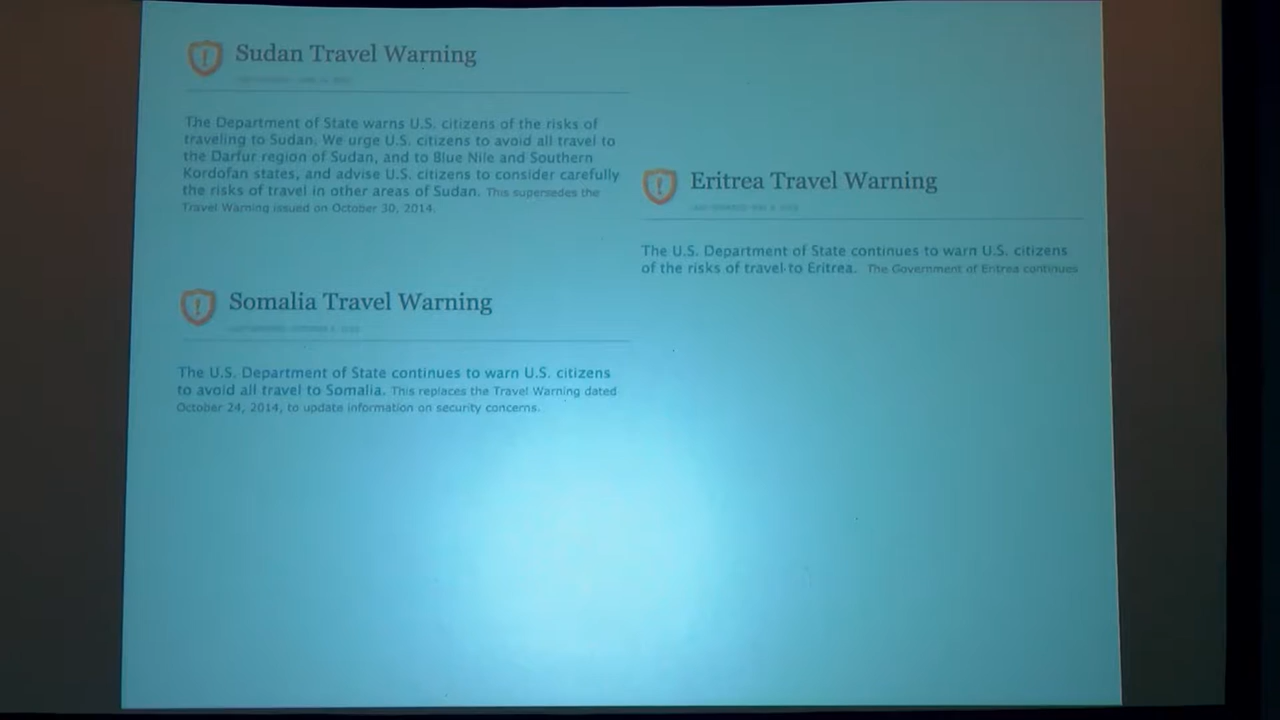 Sudan Travel Warning
The Department of State warns U.S. citizens of the risks of
traveling to Sudan. We urge U.S. citizens to avoid all travel to
the Darfur region of Sudan, and to Blue Nile and Southern
Kordofan states, and advise U.S. citizens to consider carefully
the risks of travel in other areas of Sudan. This supersedes the
Travel Warning issued on October 30, 2014.
Eritrea Travel Warning
The U.S. Department of State continues to warn U.S. citizens
of the risks of travel to Eritrea. The Government of Eritrea continues
Somalia Travel Warning
The U.S. Department of State continues to warn U.S. citizens
to avoid all travel to Somalia. This replaces the Travel Warning dated
October 24, 2014, to update information on security concerns.